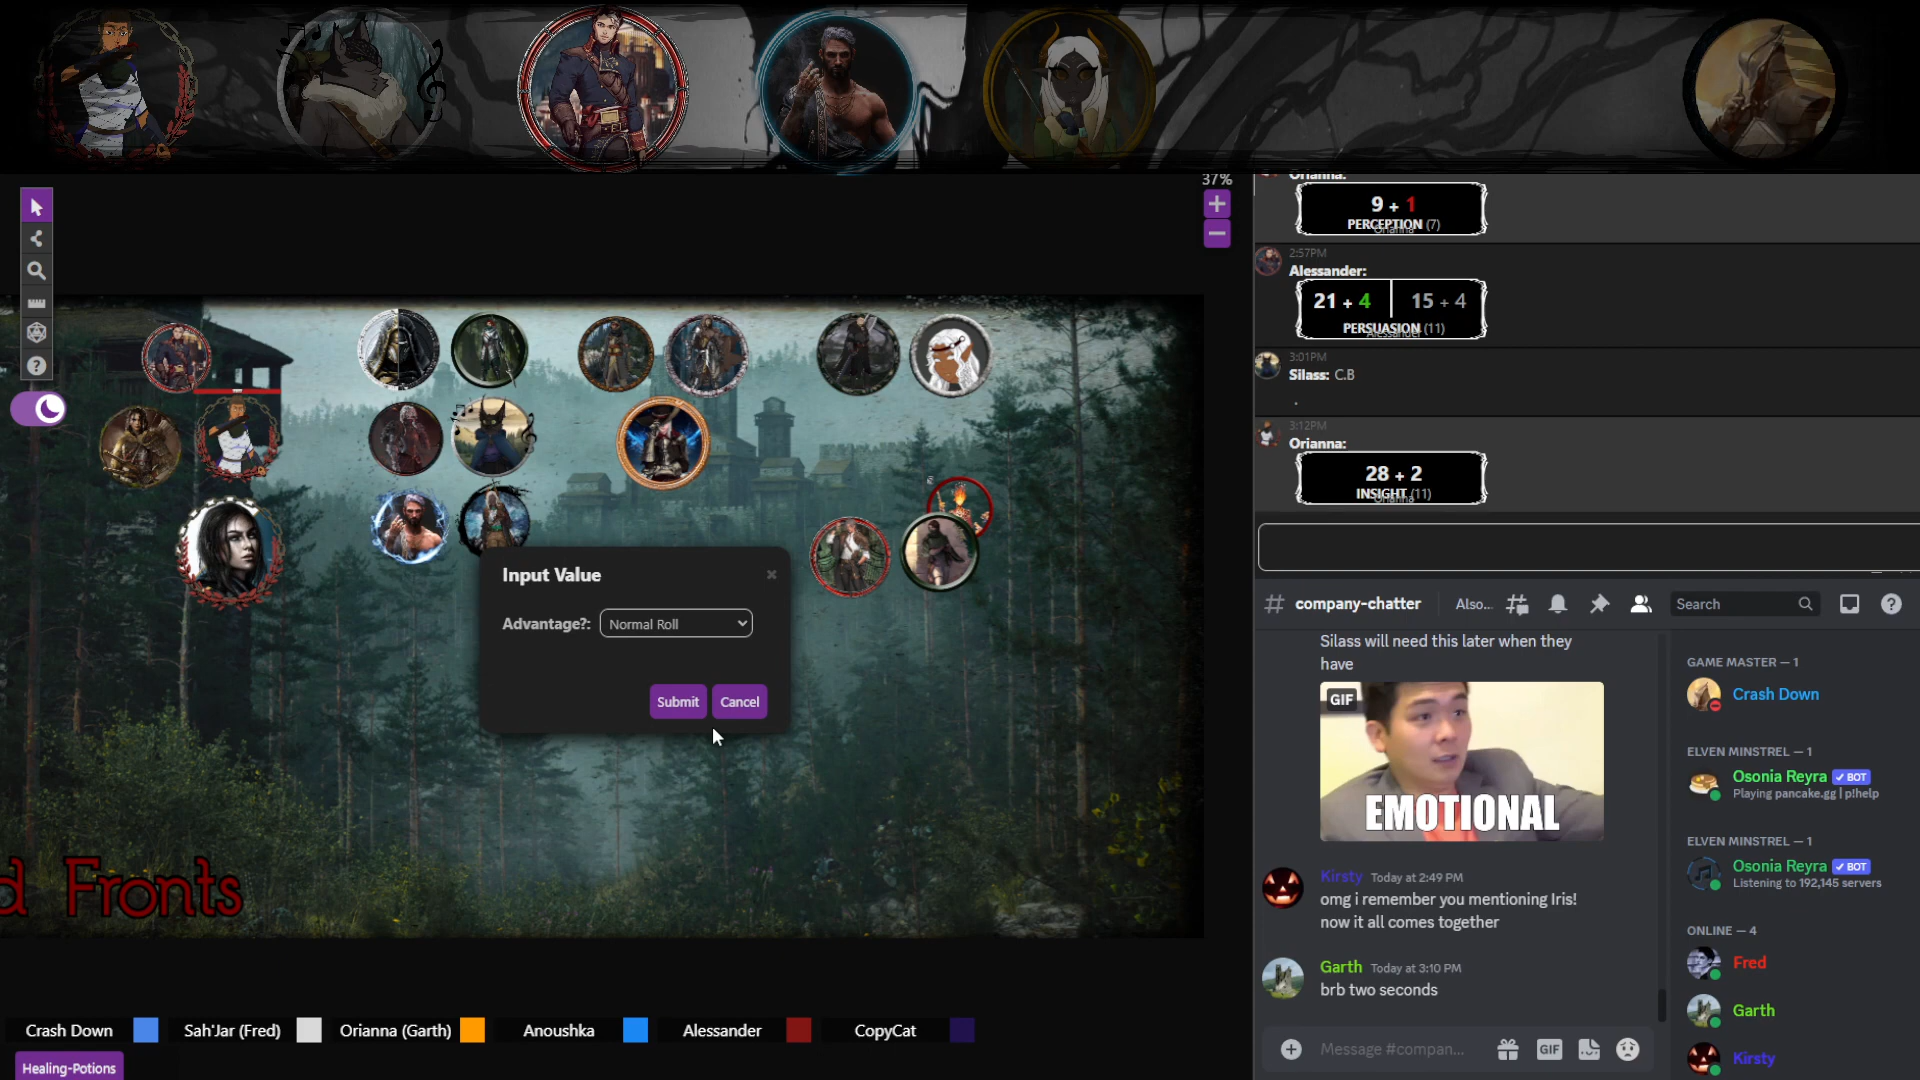 37%
Orianna:
9 + 1
PERCEPTION (7)
Orianna
2:57PM
Alessander:
21 + 4
15 + 4
PERSUASION (11)
Alessander
3:01PM
Silass: C.B
.
3:12PM
Orianna:
28 + 2
INSIGHT (11)
Orianna
Input Value
Advantage?: Normal Roll
Submit
Cancel
d Fronts
Crash Down
Sah'Jar (Fred)
Orianna (Garth)
Anoushka
Alessander
CopyCat
Healing-Potions
# company-chatter
Also...
Search
Silass will need this later when they
have
GIF
EMOTIONAL
Kirsty Today at 2:49 PM
omg i remember you mentioning Iris!
now it all comes together
Garth Today at 3:10 PM
brb two seconds
Message #compan...
GIF
GAME MASTER — 1
Crash Down
ELVEN MINSTREL — 1
Osonia Reyra ✓ BOT
Playing pancake.gg | p!help
ELVEN MINSTREL — 1
Osonia Reyra ✓ BOT
Listening to 192,145 servers
ONLINE — 4
Fred
Garth
Kirsty